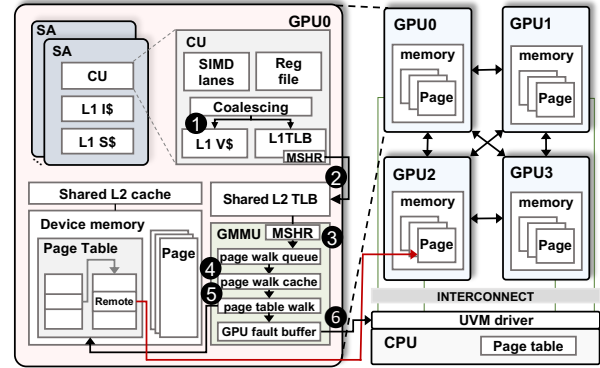 GPU0
SA
SA
CU
L1 I$
L1 S$
CU
SIMD
lanes
Reg
file
Coalescing
1
L1 V$
L1TLB
MSHR
2
Shared L2 cache
Shared L2 TLB
Device memory
Page Table
Remote
Page
GMMU
MSHR
3
page walk queue
4
page walk cache
5
page table walk
6
GPU fault buffer
GPU0
memory
Page
GPU1
memory
Page
GPU2
memory
Page
GPU3
memory
Page
INTERCONNECT
UVM driver
CPU
Page table